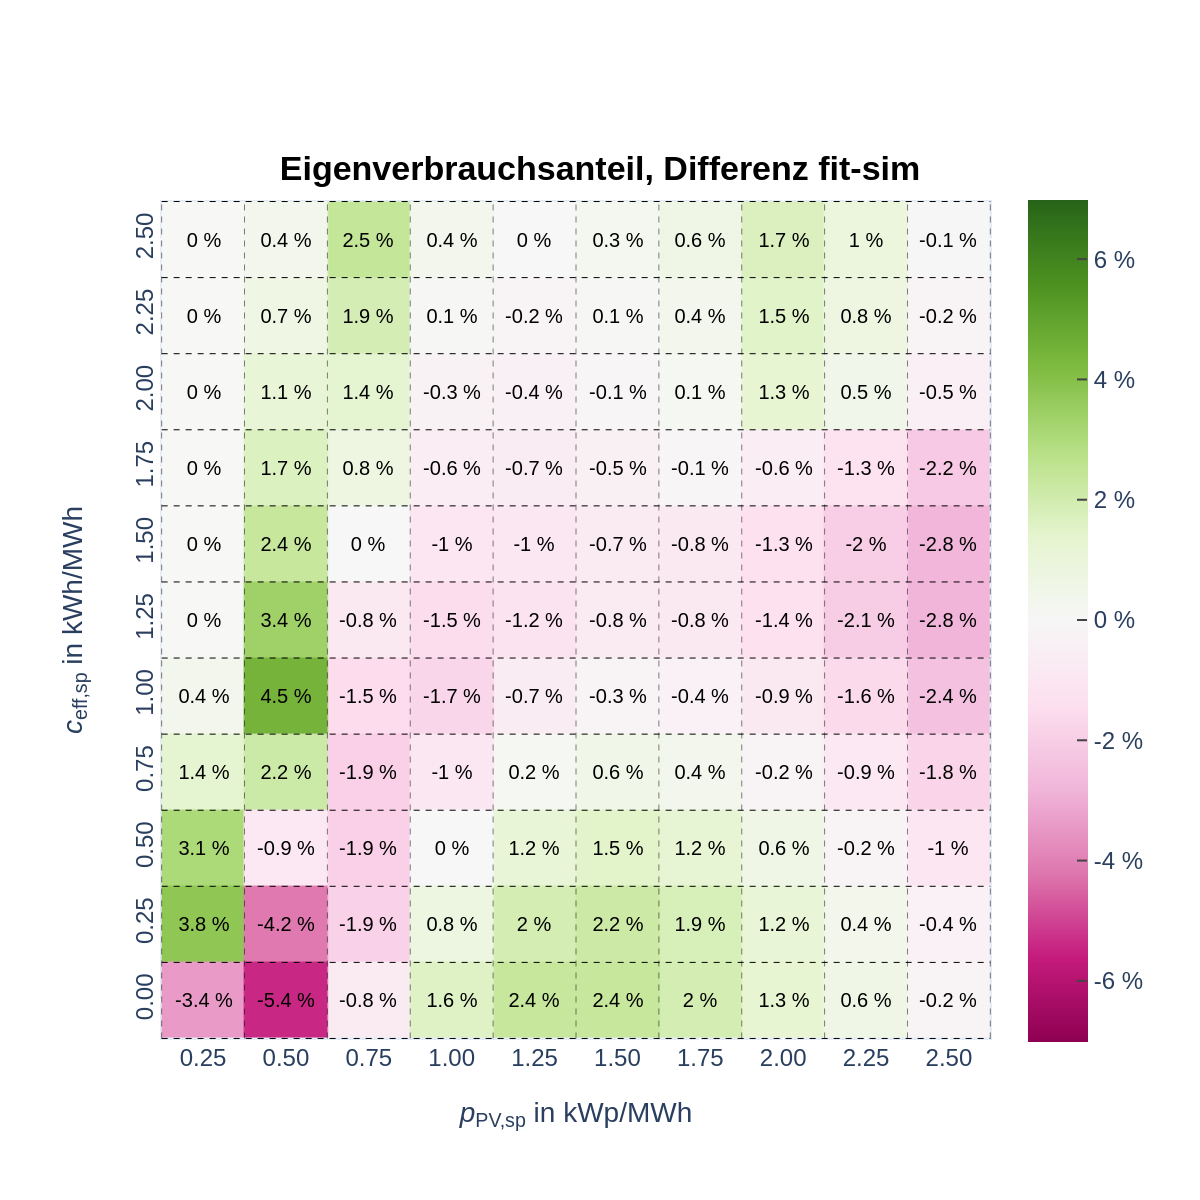 Eigenverbrauchsanteil, Differenz fit-sim
2.50 0 % 0.4 % 2.5 % 0.4 % 0 % 0.3 % 0.6 % 1.7 % 1 % -0.1 %
2.25 0 % 0.7 % 1.9 % 0.1 % -0.2 % 0.1 % 0.4 % 1.5 % 0.8 % -0.2 %
2.00 0 % 1.1 % 1.4 % -0.3 % -0.4 % -0.1 % 0.1 % 1.3 % 0.5 % -0.5 %
1.75 0 % 1.7 % 0.8 % -0.6 % -0.7 % -0.5 % -0.1 % -0.6 % -1.3 % -2.2 %
1.50 0 % 2.4 % 0 % -1 % -1 % -0.7 % -0.8 % -1.3 % -2 % -2.8 %
1.25 0 % 3.4 % -0.8 % -1.5 % -1.2 % -0.8 % -0.8 % -1.4 % -2.1 % -2.8 %
1.00 0.4 % 4.5 % -1.5 % -1.7 % -0.7 % -0.3 % -0.4 % -0.9 % -1.6 % -2.4 %
0.75 1.4 % 2.2 % -1.9 % -1 % 0.2 % 0.6 % 0.4 % -0.2 % -0.9 % -1.8 %
0.50 3.1 % -0.9 % -1.9 % 0 % 1.2 % 1.5 % 1.2 % 0.6 % -0.2 % -1 %
0.25 3.8 % -4.2 % -1.9 % 0.8 % 2 % 2.2 % 1.9 % 1.2 % 0.4 % -0.4 %
0.00 -3.4 % -5.4 % -0.8 % 1.6 % 2.4 % 2.4 % 2 % 1.3 % 0.6 % -0.2 %
0.25 0.50 0.75 1.00 1.25 1.50 1.75 2.00 2.25 2.50
pPV,sp in kWp/MWh
ceff,sp in kWh/MWh
6 %
4 %
2 %
0 %
-2 %
-4 %
-6 %